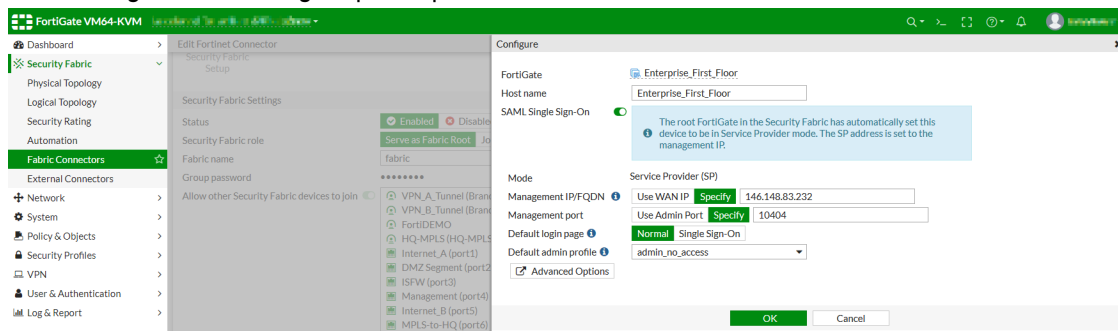 FortiGate VM64-KVM
Dashboard
Security Fabric
Physical Topology
Logical Topology
Security Rating
Automation
Fabric Connectors
External Connectors
Network
System
Policy & Objects
Security Profiles
VPN
User & Authentication
Log & Report
Edit Fortinet Connector
Security Fabric
Setup
Security Fabric Settings
Status Enabled Disable
Security Fabric role Serve as Fabric Root Jo
Fabric name fabric
Group password ••••••••
Allow other Security Fabric devices to join VPN_A_Tunnel (Bran
VPN_B_Tunnel (Bran
FortiDEMO
HQ-MPLS (HQ-MPLS
Internet_A (port1)
DMZ Segment (port2
ISFW (port3)
Management (port4)
Internet_B (port5)
MPLS-to-HQ (port6)
Configure
FortiGate Enterprise_First_Floor
Host name Enterprise_First_Floor
SAML Single Sign-On
The root FortiGate in the Security Fabric has automatically set this
device to be in Service Provider mode. The SP address is set to the
management IP.
Mode Service Provider (SP)
Management IP/FQDN Use WAN IP Specify 146.148.83.232
Management port Use Admin Port Specify 10404
Default login page Normal Single Sign-On
Default admin profile admin_no_access
Advanced Options
OK Cancel